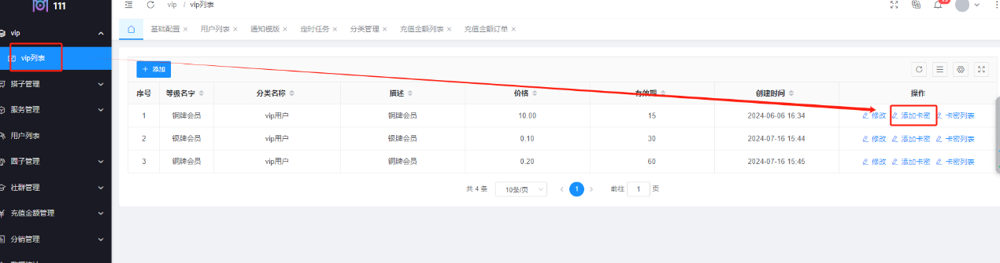 111
vip / vip列表
19
vip
基础配置 × 用户列表 × 通知模版 × 定时任务 × 分类管理 × 充值金额列表 × 充值金额订单 ×
vip列表
+ 添加
搭子管理
序号 等级名字 分类名称 描述 价格 有效期 创建时间 操作
服务管理
1 铜牌会员 vip用户 铜牌会员 10.00 15 2024-06-06 16:34 修改 添加卡密 卡密列表
用户列表
2 银牌会员 vip用户 银牌会员 0.10 30 2024-07-16 15:44 修改 添加卡密 卡密列表
圈子管理
3 铜牌会员 vip用户 铜牌会员 0.20 60 2024-07-16 15:45 修改 添加卡密 卡密列表
社群管理
共 4 条 10条/页 1 前往 1 页
充值金额管理
分销管理